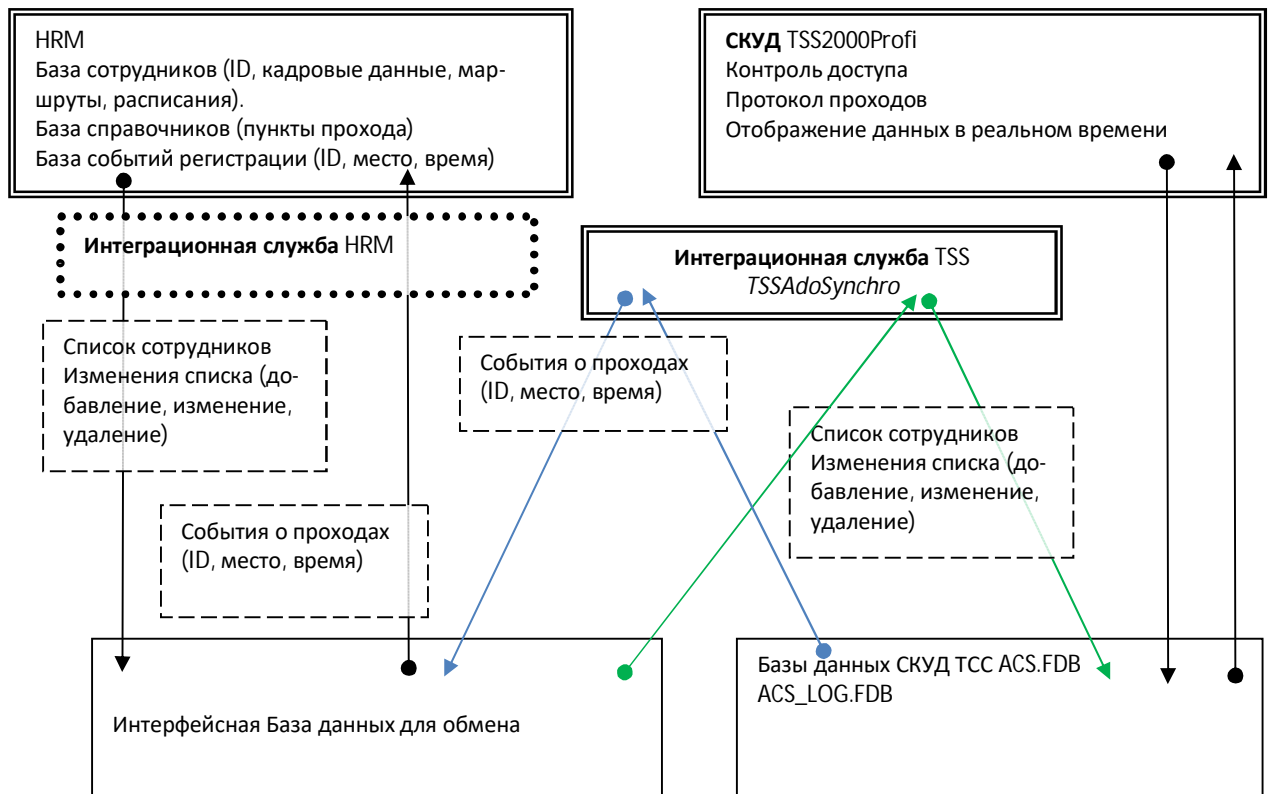 HRM
База сотрудников (ID, кадровые данные, мар-
шруты, расписания).
База справочников (пункты прохода)
База событий регистрации (ID, место, время)
СКУД TSS2000Profi
Контроль доступа
Протокол проходов
Отображение данных в реальном времени
Интеграционная служба HRM
Интеграционная служба TSS
TSSAdoSynchro
Список сотрудников
Изменения списка (до-
бавление, изменение,
удаление)
События о проходах
(ID, место, время)
Список сотрудников
Изменения списка (до-
бавление, изменение,
удаление)
События о проходах
(ID, место, время)
Интерфейсная База данных для обмена
Базы данных СКУД ТСС ACS.FDB
ACS_LOG.FDB